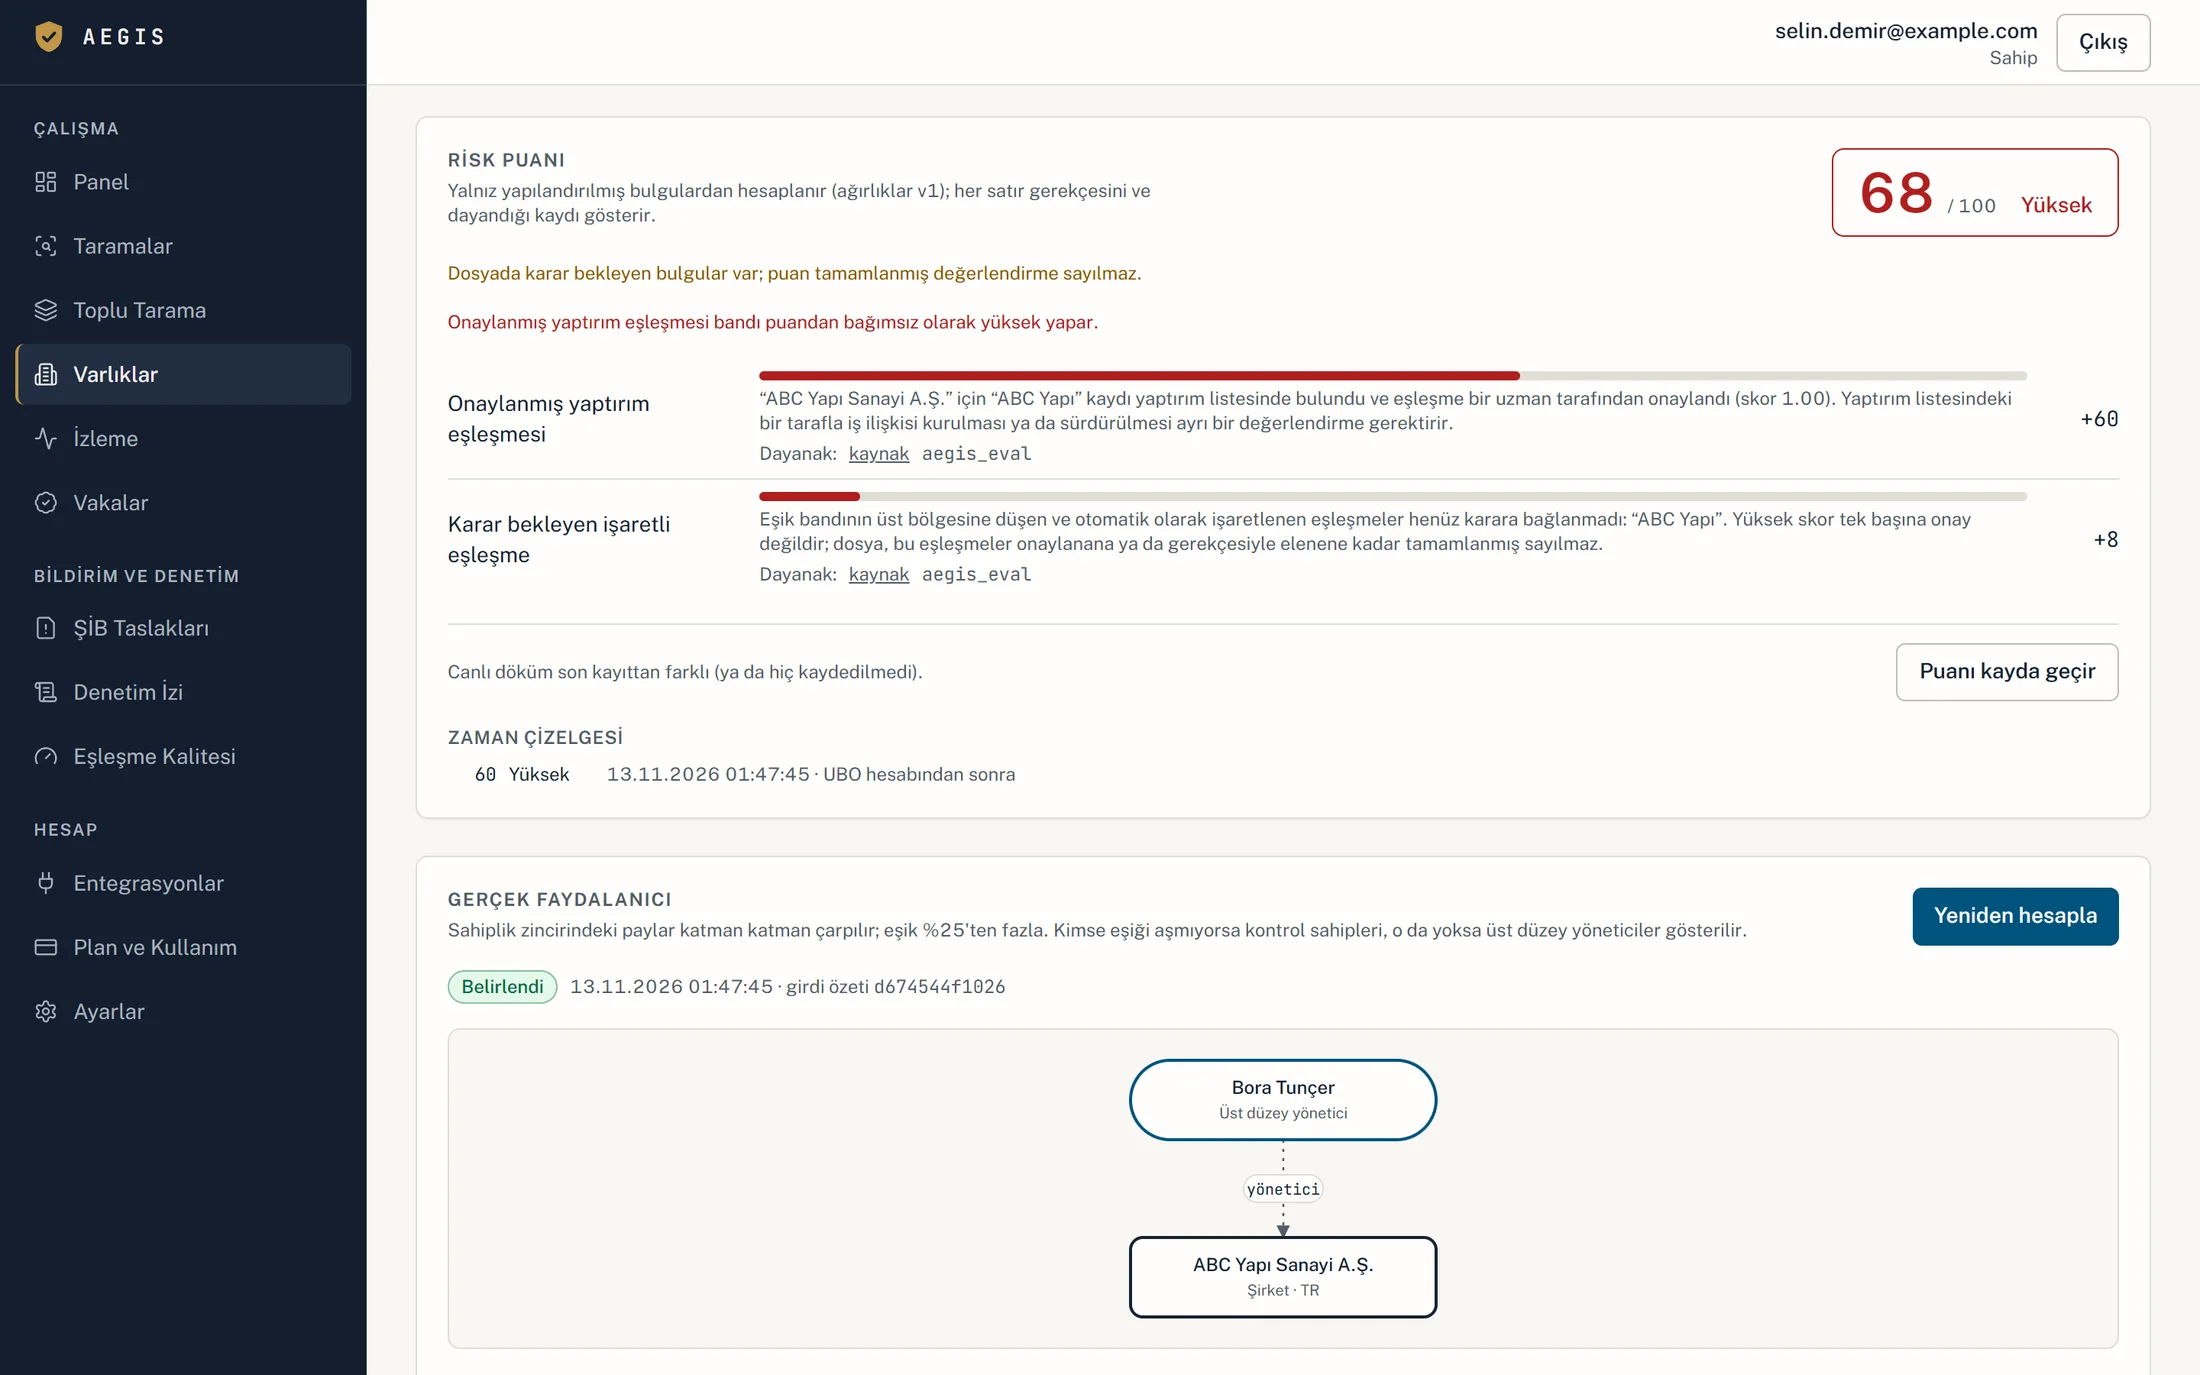 AEGIS
selin.demir@example.com
Sahip
Çıkış
ÇALIŞMA
Panel
Taramalar
Toplu Tarama
Varlıklar
İzleme
Vakalar
BİLDİRİM VE DENETİM
ŞİB Taslakları
Denetim İzi
Eşleşme Kalitesi
HESAP
Entegrasyonlar
Plan ve Kullanım
Ayarlar
RİSK PUANI
Yalnız yapılandırılmış bulgulardan hesaplanır (ağırlıklar v1); her satır gerekçesini ve
dayandığı kaydı gösterir.
68 / 100 Yüksek
Dosyada karar bekleyen bulgular var; puan tamamlanmış değerlendirme sayılmaz.
Onaylanmış yaptırım eşleşmesi bandı puandan bağımsız olarak yüksek yapar.
Onaylanmış yaptırım
eşleşmesi
“ABC Yapı Sanayi A.Ş.” için “ABC Yapı” kaydı yaptırım listesinde bulundu ve eşleşme bir uzman tarafından onaylandı (skor 1.00). Yaptırım listesindeki
bir tarafla iş ilişkisi kurulması ya da sürdürülmesi ayrı bir değerlendirme gerektirir.
Dayanak: kaynak aegis_eval
+60
Karar bekleyen işaretli
eşleşme
Eşik bandının üst bölgesine düşen ve otomatik olarak işaretlenen eşleşmeler henüz karara bağlanmadı: “ABC Yapı”. Yüksek skor tek başına onay
değildir; dosya, bu eşleşmeler onaylanana ya da gerekçesiyle elenene kadar tamamlanmış sayılmaz.
Dayanak: kaynak aegis_eval
+8
Canlı döküm son kayıttan farklı (ya da hiç kaydedilmedi).
Puanı kayda geçir
ZAMAN ÇİZELGESİ
60 Yüksek 13.11.2026 01:47:45 · UBO hesabından sonra
GERÇEK FAYDALANICI
Sahiplik zincirindeki paylar katman katman çarpılır; eşik %25'ten fazla. Kimse eşiği aşmıyorsa kontrol sahipleri, o da yoksa üst düzey yöneticiler gösterilir.
Yeniden hesapla
Belirlendi 13.11.2026 01:47:45 · girdi özeti d674544f1026
Bora Tunçer
Üst düzey yönetici
yönetici
ABC Yapı Sanayi A.Ş.
Şirket · TR